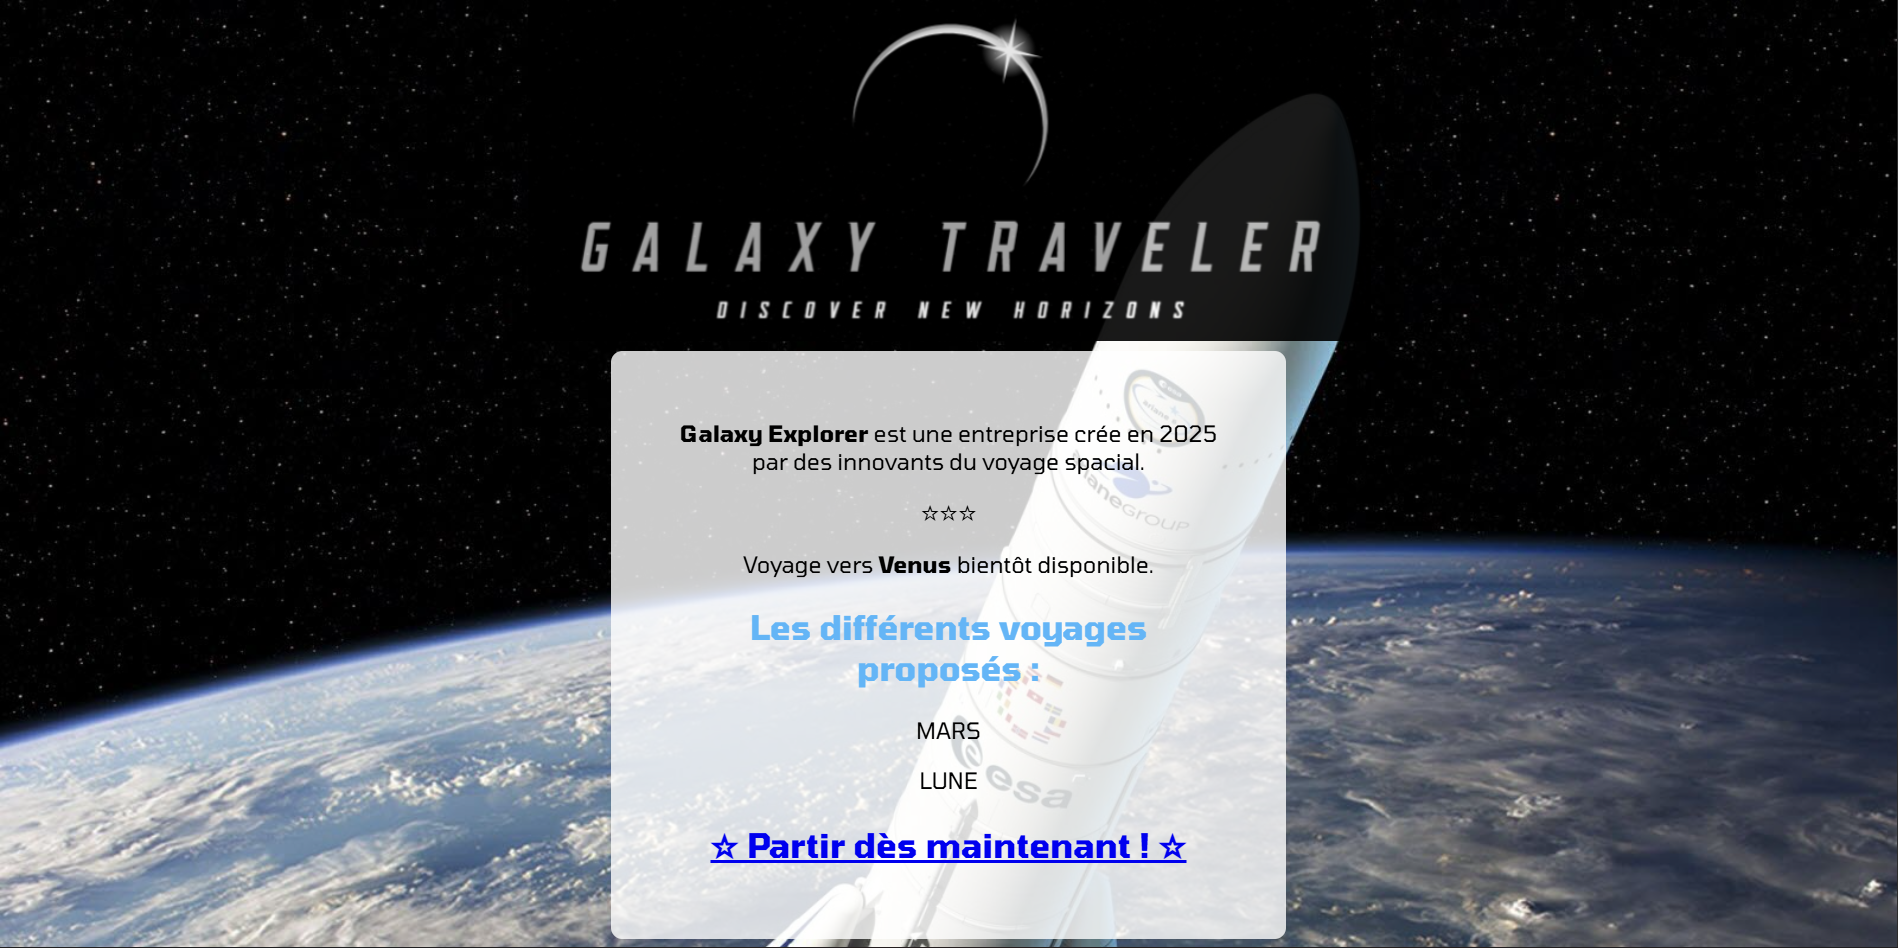 GALAXY TRAVELER
DISCOVER NEW HORIZONS
Galaxy Explorer est une entreprise crée en 2025
par des innovants du voyage spacial.
☆☆☆
Voyage vers Venus bientôt disponible.
Les différents voyages
proposés :
MARS
LUNE
☆ Partir dès maintenant ! ☆
esa